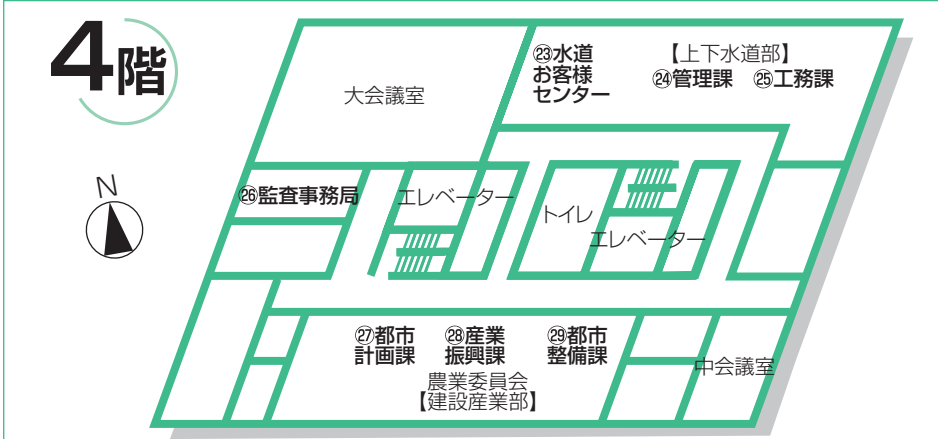 4階
N
大会議室
㉓水道
お客様
センター
【上下水道部】
㉔管理課 ㉕工務課
㉖監査事務局
エレベーター
トイレ
エレベーター
㉗都市
計画課
㉘産業
振興課
㉙都市
整備課
農業委員会
【建設産業部】
中会議室